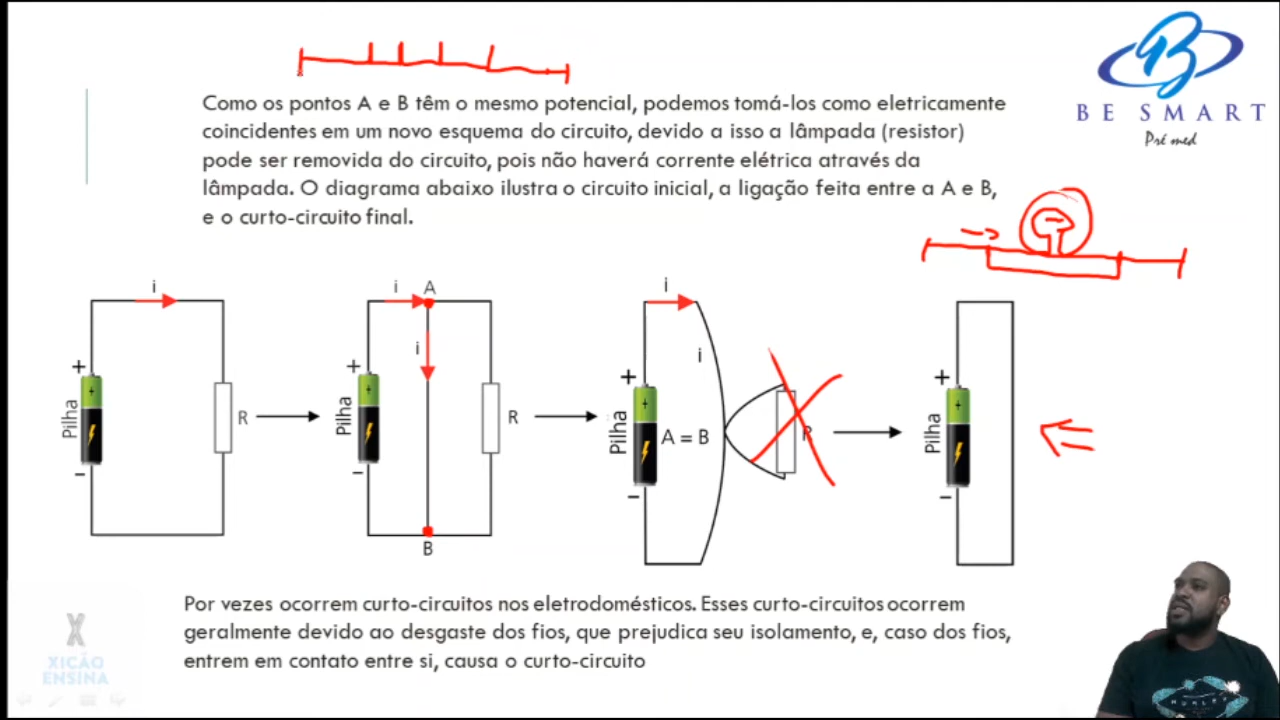 BE SMART
Pré med
Como os pontos A e B têm o mesmo potencial, podemos tomá-los como eletricamente
coincidentes em um novo esquema do circuito, devido a isso a lâmpada (resistor)
pode ser removida do circuito, pois não haverá corrente elétrica através da
lâmpada. O diagrama abaixo ilustra o circuito inicial, a ligação feita entre a A e B,
e o curto-circuito final.
i
+
Pilha
-
R
i
A
i
+
Pilha
-
R
B
i
i
+
Pilha
A = B
-
R
+
Pilha
-
Por vezes ocorrem curto-circuitos nos eletrodomésticos. Esses curto-circuitos ocorrem
geralmente devido ao desgaste dos fios, que prejudica seu isolamento, e, caso dos fios,
entrem em contato entre si, causa o curto-circuito
X
XICÃO
ENSINA